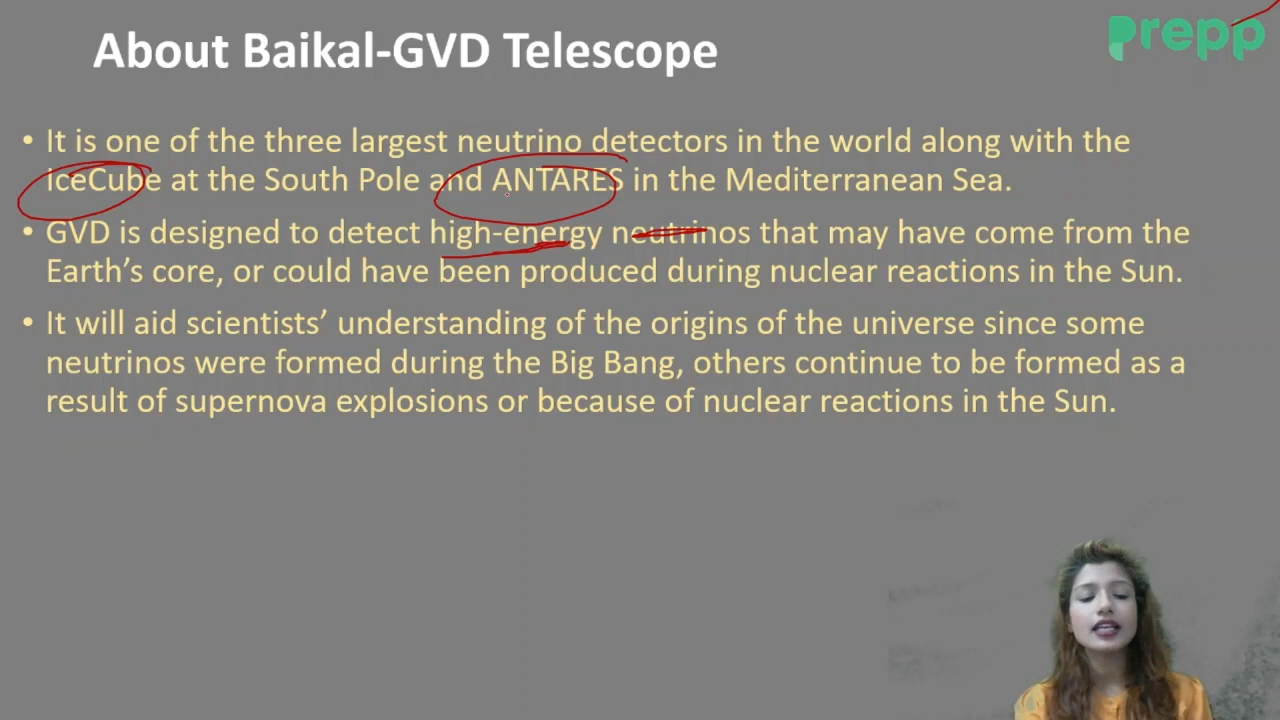 prepp
About Baikal-GVD Telescope
• It is one of the three largest neutrino detectors in the world along with the
IceCube at the South Pole and ANTARES in the Mediterranean Sea.
• GVD is designed to detect high-energy neutrinos that may have come from the
Earth’s core, or could have been produced during nuclear reactions in the Sun.
• It will aid scientists’ understanding of the origins of the universe since some
neutrinos were formed during the Big Bang, others continue to be formed as a
result of supernova explosions or because of nuclear reactions in the Sun.